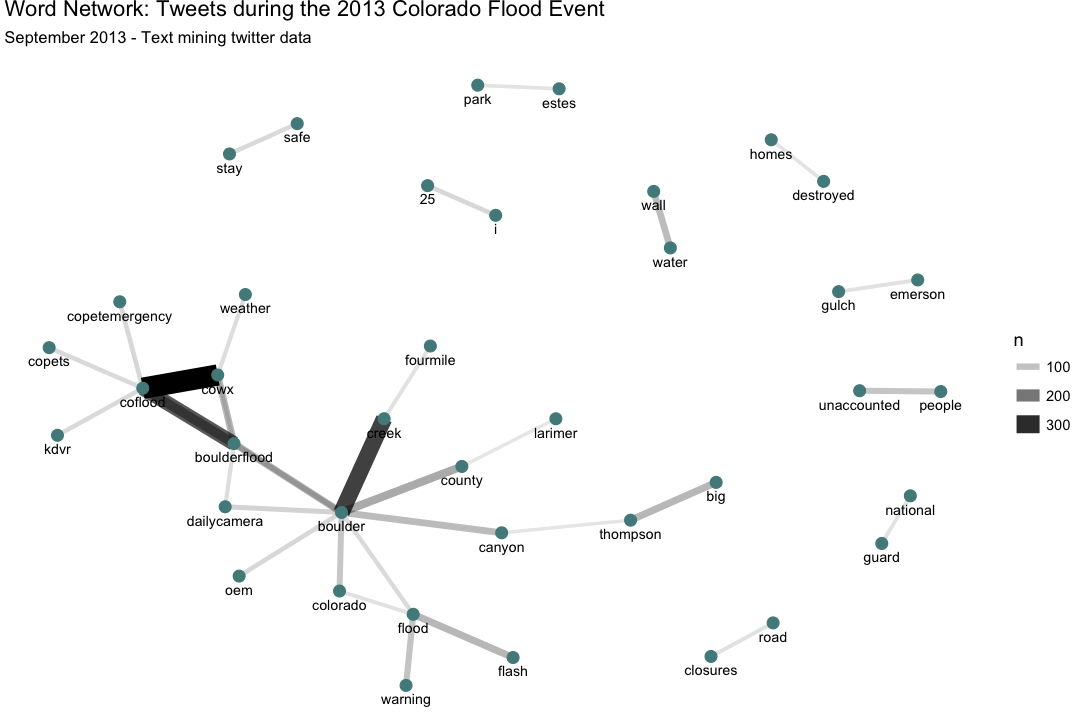 Word Network: Tweets during the 2013 Colorado Flood Event
September 2013 - Text mining twitter data
park
estes
safe
stay
homes
destroyed
25
i
wall
water
gulch
emerson
copetemergency
weather
copets
fourmile
cowx
coflood
n
100
200
300
unaccounted
people
kdvr
boulderflood
creek
larimer
county
big
national
dailycamera
boulder
canyon
thompson
guard
oem
colorado
flood
road
closures
flash
warning